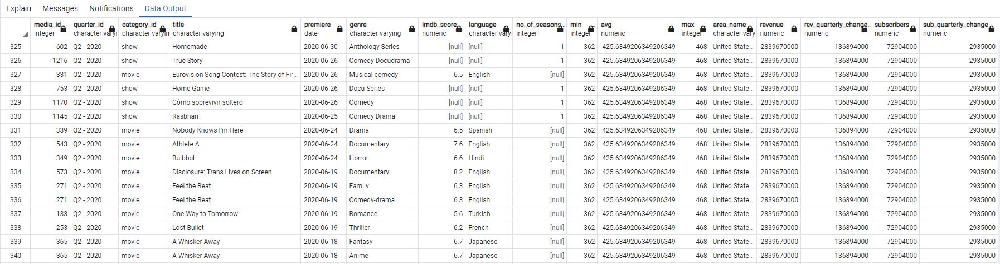 Explain Messages Notifications Data Output
media_id quarter_id category_id title premiere genre imdb_score language no_of_seasons... min avg max area_name revenue rev_quarterly_change... subscribers sub_quarterly_change
integer character varyin character varyin character varying date character varying numeric character varyi integer integer numeric integer character varyi numeric numeric numeric numeric
325 602 Q2 - 2020 show Homemade 2020-06-30 Anthology Series [null] [null] 1 362 425.6349206349206349 468 United State... 2839670000 136894000 72904000 2935000
326 1216 Q2 - 2020 show True Story 2020-06-26 Comedy Docudrama [null] [null] 1 362 425.6349206349206349 468 United State... 2839670000 136894000 72904000 2935000
327 331 Q2 - 2020 movie Eurovision Song Contest: The Story of Fir... 2020-06-26 Musical comedy 6.5 English [null] 362 425.6349206349206349 468 United State... 2839670000 136894000 72904000 2935000
328 753 Q2 - 2020 show Home Game 2020-06-26 Docu Series [null] [null] 1 362 425.6349206349206349 468 United State... 2839670000 136894000 72904000 2935000
329 1170 Q2 - 2020 show Cómo sobrevivir soltero 2020-06-26 Comedy [null] [null] 1 362 425.6349206349206349 468 United State... 2839670000 136894000 72904000 2935000
330 1145 Q2 - 2020 show Rasbhari 2020-06-25 Comedy Drama [null] [null] 1 362 425.6349206349206349 468 United State... 2839670000 136894000 72904000 2935000
331 339 Q2 - 2020 movie Nobody Knows I'm Here 2020-06-24 Drama 6.5 Spanish [null] 362 425.6349206349206349 468 United State... 2839670000 136894000 72904000 2935000
332 543 Q2 - 2020 movie Athlete A 2020-06-24 Documentary 7.6 English [null] 362 425.6349206349206349 468 United State... 2839670000 136894000 72904000 2935000
333 349 Q2 - 2020 movie Bulbbul 2020-06-24 Horror 6.6 Hindi [null] 362 425.6349206349206349 468 United State... 2839670000 136894000 72904000 2935000
334 573 Q2 - 2020 movie Disclosure: Trans Lives on Screen 2020-06-19 Documentary 8.2 English [null] 362 425.6349206349206349 468 United State... 2839670000 136894000 72904000 2935000
335 271 Q2 - 2020 movie Feel the Beat 2020-06-19 Family 6.3 English [null] 362 425.6349206349206349 468 United State... 2839670000 136894000 72904000 2935000
336 271 Q2 - 2020 movie Feel the Beat 2020-06-19 Comedy-drama 6.3 English [null] 362 425.6349206349206349 468 United State... 2839670000 136894000 72904000 2935000
337 133 Q2 - 2020 movie One-Way to Tomorrow 2020-06-19 Romance 5.6 Turkish [null] 362 425.6349206349206349 468 United State... 2839670000 136894000 72904000 2935000
338 253 Q2 - 2020 movie Lost Bullet 2020-06-19 Thriller 6.2 French [null] 362 425.6349206349206349 468 United State... 2839670000 136894000 72904000 2935000
339 365 Q2 - 2020 movie A Whisker Away 2020-06-18 Fantasy 6.7 Japanese [null] 362 425.6349206349206349 468 United State... 2839670000 136894000 72904000 2935000
340 365 Q2 - 2020 movie A Whisker Away 2020-06-18 Anime 6.7 Japanese [null] 362 425.6349206349206349 468 United State... 2839670000 136894000 72904000 2935000